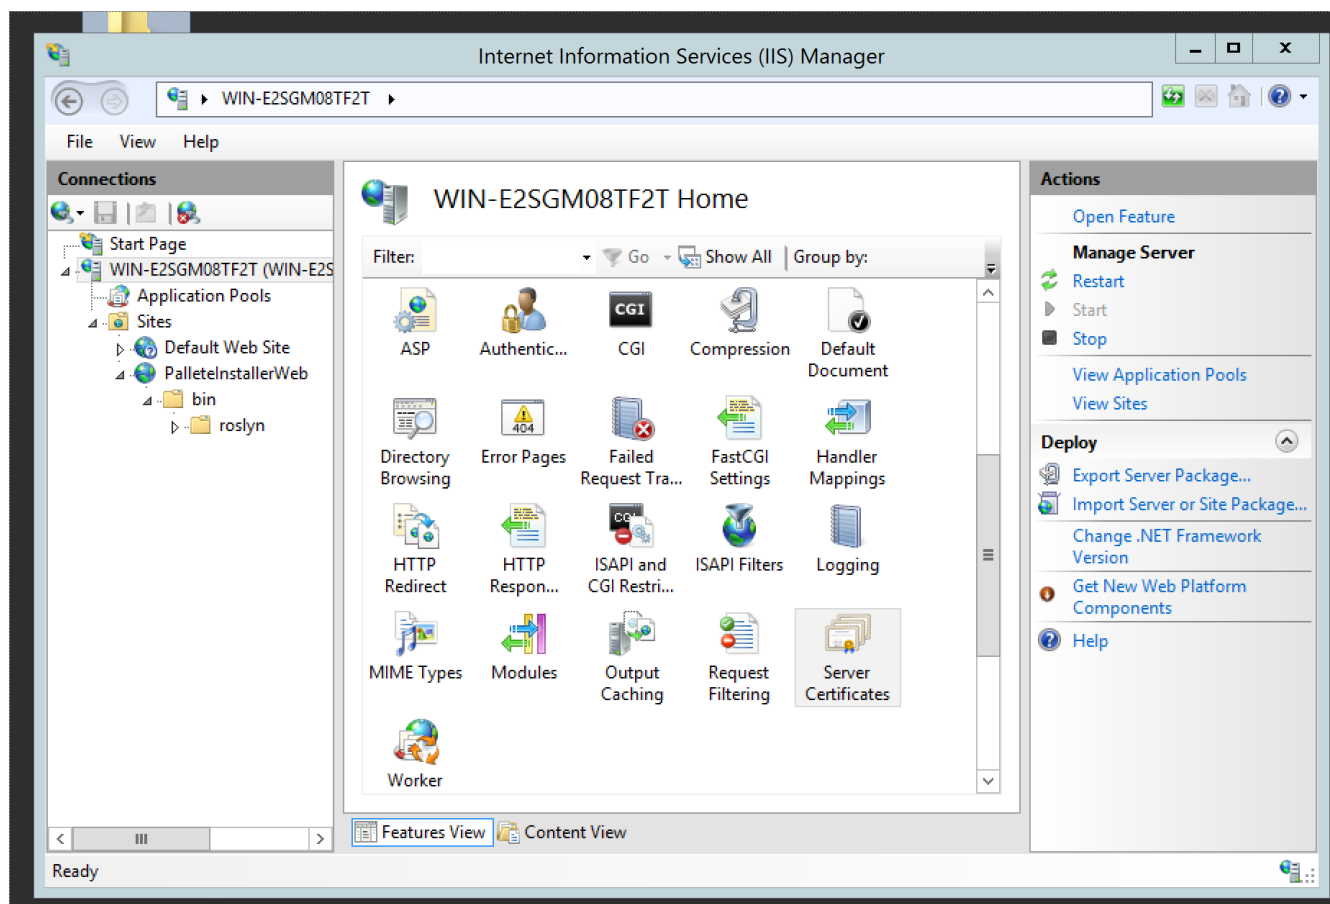 Internet Information Services (IIS) Manager
WIN-E2SGM08TF2T
File View Help
Connections
Start Page
WIN-E2SGM08TF2T (WIN-E2S
Application Pools
Sites
Default Web Site
PalleteInstallerWeb
bin
roslyn
WIN-E2SGM08TF2T Home
Filter: Go Show All Group by:
ASP
Authentic...
CGI
CGI
Compression
Default
Document
Directory
Browsing
404
Error Pages
Failed
Request Tra...
FastCGI
Settings
Handler
Mappings
HTTP
Redirect
HTTP
Respon...
CGI
ISAPI and
CGI Restri...
ISAPI Filters
Logging
MIME Types
Modules
Output
Caching
Request
Filtering
Server
Certificates
Worker
Features View Content View
Actions
Open Feature
Manage Server
Restart
Start
Stop
View Application Pools
View Sites
Deploy
Export Server Package...
Import Server or Site Package...
Change .NET Framework
Version
Get New Web Platform
Components
Help
Ready